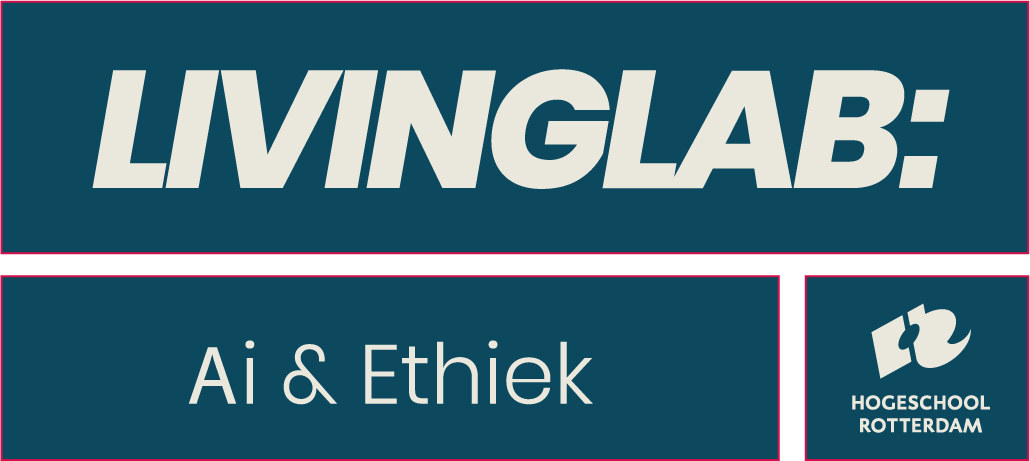 LIVINGLAB:
Ai & Ethiek
HOGESCHOOL
ROTTERDAM